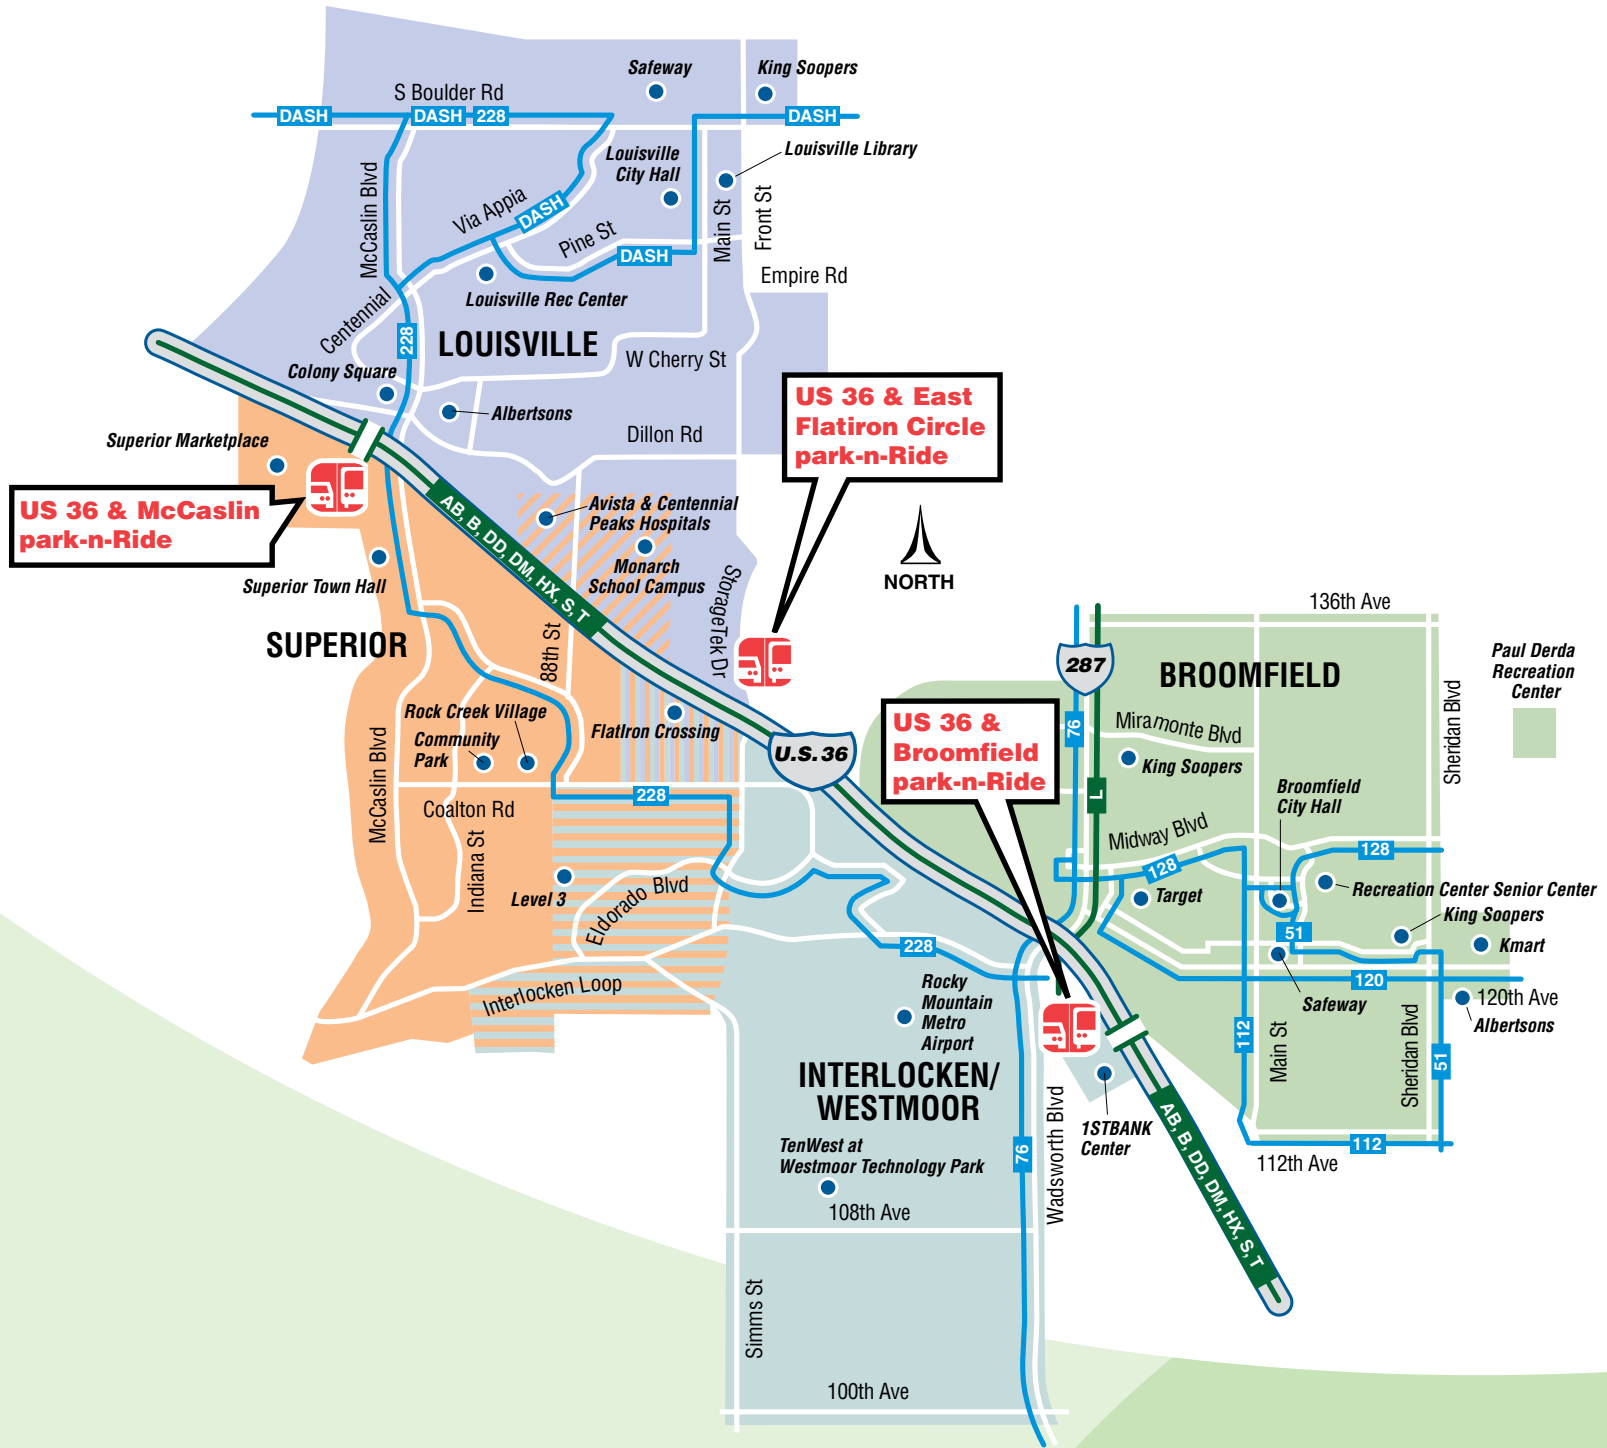 Safeway
King Soopers
S Boulder Rd
DASH
DASH
228
DASH
Louisville
City Hall
Louisville Library
McCaslin Blvd
Via Appia
DASH
Pine St
DASH
Main St
Front St
Empire Rd
Louisville Rec Center
Centennial
228
LOUISVILLE
W Cherry St
Colony Square
Albertsons
Dillon Rd
Superior Marketplace
US 36 & East
Flatiron Circle
park-n-Ride
US 36 & McCaslin
park-n-Ride
AB, B, DD, DM, HX, S, T
Avista & Centennial
Peaks Hospitals
Monarch
School Campus
StorageTek Dr
NORTH
Superior Town Hall
SUPERIOR
88th St
136th Ave
287
BROOMFIELD
Paul Derda
Recreation
Center
Sheridan Blvd
Rock Creek Village
Community
Park
FlatIron Crossing
U.S. 36
US 36 &
Broomfield
park-n-Ride
76
L
Miramonte Blvd
King Soopers
Broomfield
City Hall
McCaslin Blvd
Coalton Rd
228
Indiana St
Level 3
Eldorado Blvd
Midway Blvd
128
128
Target
Recreation Center Senior Center
King Soopers
51
Kmart
228
Interlocken Loop
Rocky
Mountain
Metro
Airport
120
Safeway
120th Ave
Albertsons
112
Main St
Sheridan Blvd
51
INTERLOCKEN/
WESTMOOR
Wadsworth Blvd
1STBANK
Center
AB, B, DD, DM, HX, S, T
112
112th Ave
TenWest at
Westmoor Technology Park
76
108th Ave
Simms St
100th Ave